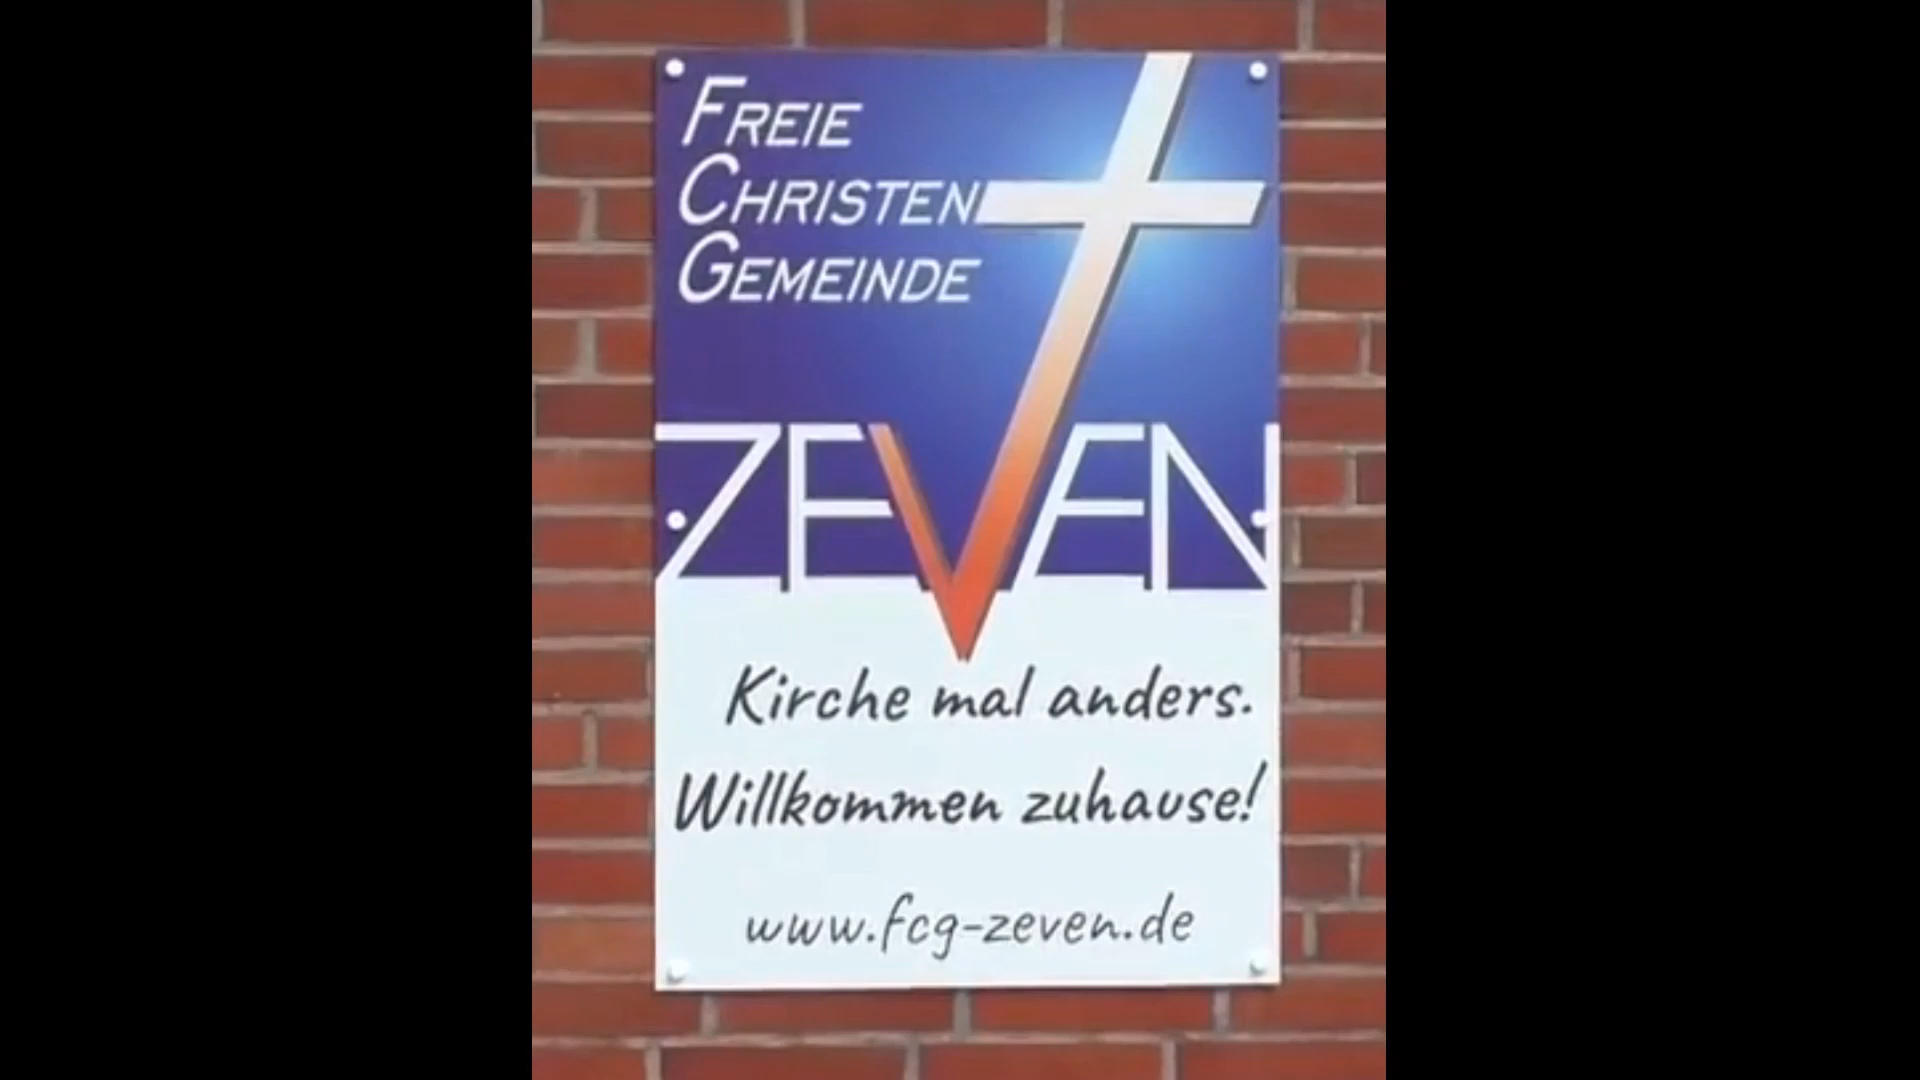 FREIE
CHRISTEN
GEMEINDE
ZEVEN
Kirche mal anders.
Willkommen zuhause!
www.fcg-zeven.de